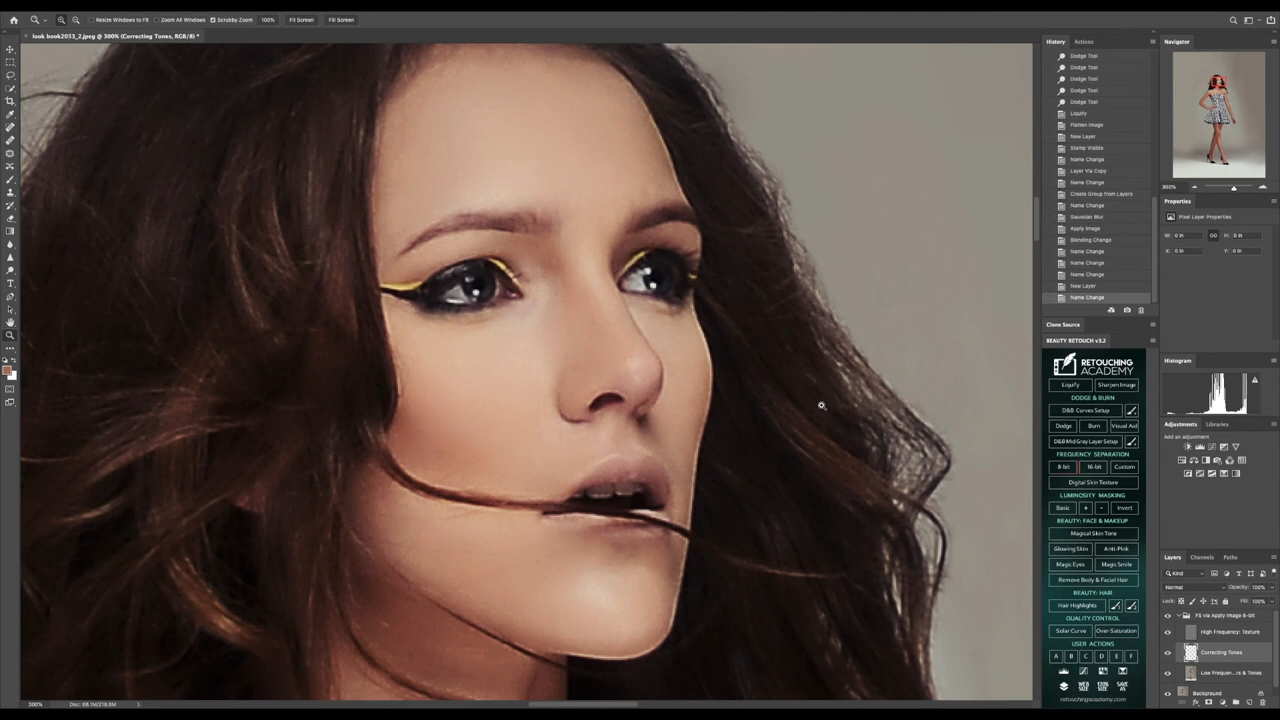 Resize Windows to Fit Zoom All Windows Scrubby Zoom 100% Fit Screen Fill Screen
look book2053_2.jpeg @ 300% (Correcting Tones, RGB/8) *
History Actions
Dodge Tool
Dodge Tool
Dodge Tool
Dodge Tool
Dodge Tool
Liquify
Flatten Image
New Layer
Stamp Visible
Name Change
Layer Via Copy
Name Change
Create Group from Layers
Name Change
Gaussian Blur
Apply Image
Blending Change
Name Change
Name Change
Name Change
New Layer
Name Change
Clone Source
BEAUTY RETOUCH v3.2
RETOUCHING
ACADEMY
Liquify Sharpen Image
DODGE & BURN
D&B Curves Setup
Dodge Burn Visual Aid
D&B Mid Gray Layer Setup
FREQUENCY SEPARATION
8-bit 16-bit Custom
Digital Skin Texture
LUMINOSITY MASKING
Basic + - Invert
BEAUTY: FACE & MAKEUP
Magical Skin Tone
Glowing Skin Anti-Pink
Magic Eyes Magic Smile
Remove Body & Facial Hair
BEAUTY: HAIR
Hair Highlights
QUALITY CONTROL
Solar Curve Over-Saturation
USER ACTIONS
A B C D E F
WEB SIZE 120% SIZE SAVE AS
retouchingacademy.com
Navigator
300%
Properties
Pixel Layer Properties
W: 0 in GO H: 0 in
X: 0 in Y: 0 in
Histogram
Adjustments Libraries
Add an adjustment
Layers Channels Paths
Kind
Normal Opacity: 100%
Lock: Fill: 100%
FS via Apply Image 8-bit
High Frequency: Texture
Correcting Tones
Low Frequen...rs & Tones
Background
300% Doc: 68.1M/218.8M